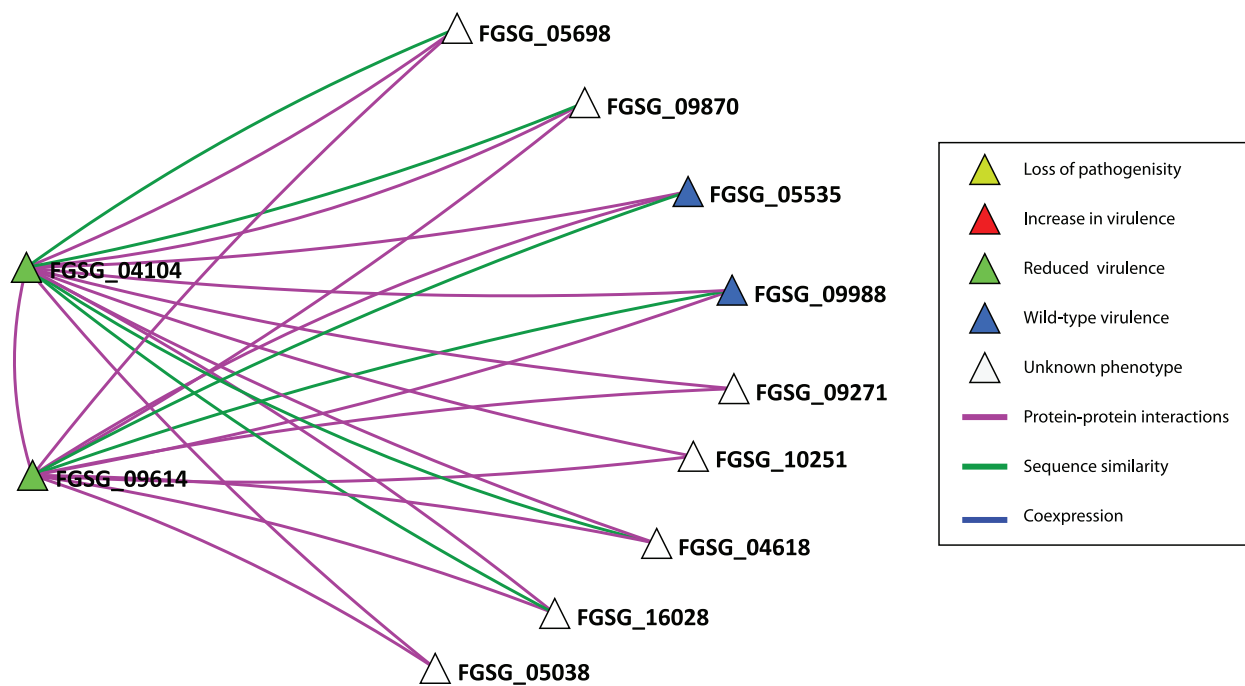 FGSG_05698
FGSG_09870
FGSG_05535
FGSG_04104
FGSG_09988
FGSG_09271
FGSG_10251
FGSG_09614
FGSG_04618
FGSG_16028
FGSG_05038
Loss of pathogenisity
Increase in virulence
Reduced virulence
Wild-type virulence
Unknown phenotype
Protein-protein interactions
Sequence similarity
Coexpression